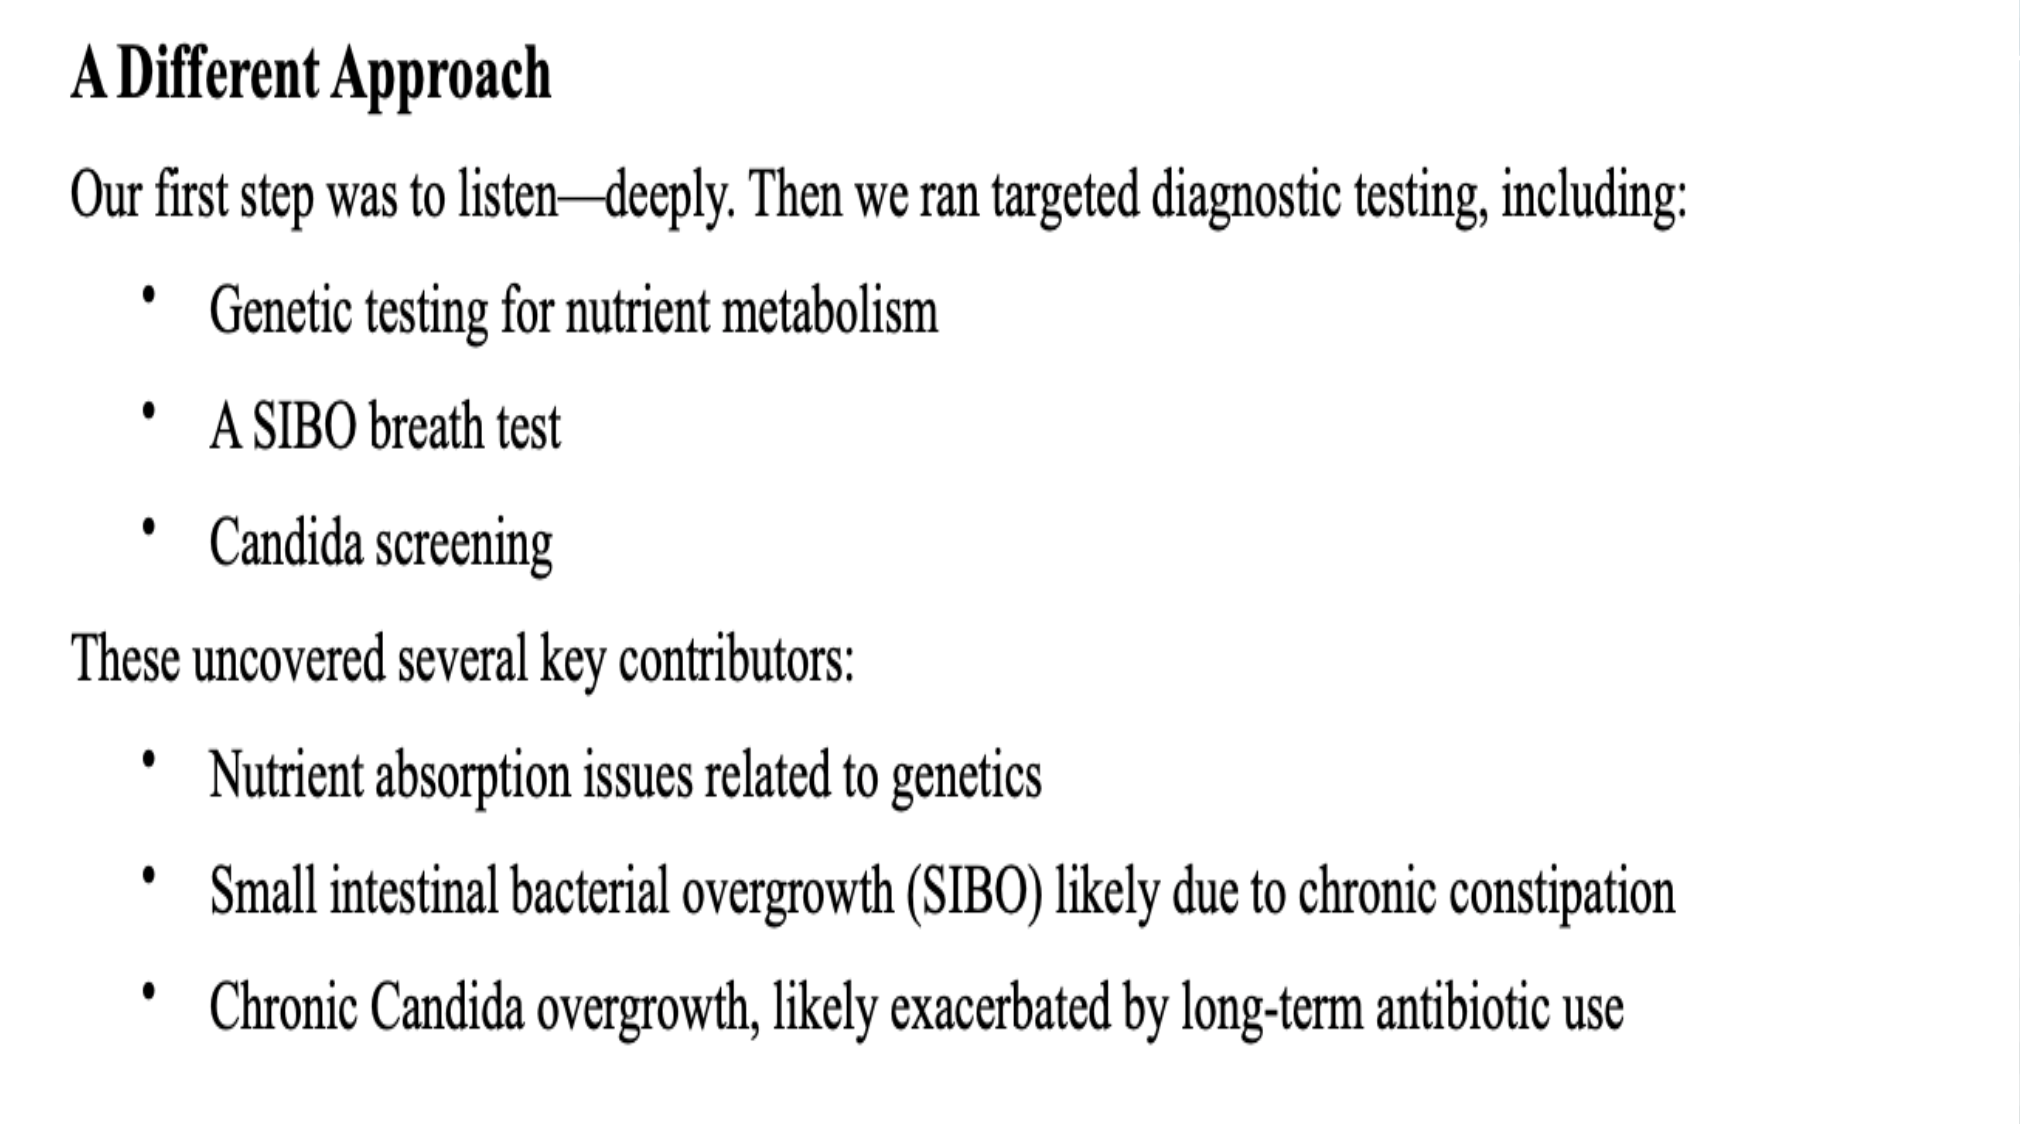 A Different Approach
Our first step was to listen—deeply. Then we ran targeted diagnostic testing, including:
• Genetic testing for nutrient metabolism
• A SIBO breath test
• Candida screening
These uncovered several key contributors:
• Nutrient absorption issues related to genetics
• Small intestinal bacterial overgrowth (SIBO) likely due to chronic constipation
• Chronic Candida overgrowth, likely exacerbated by long-term antibiotic use